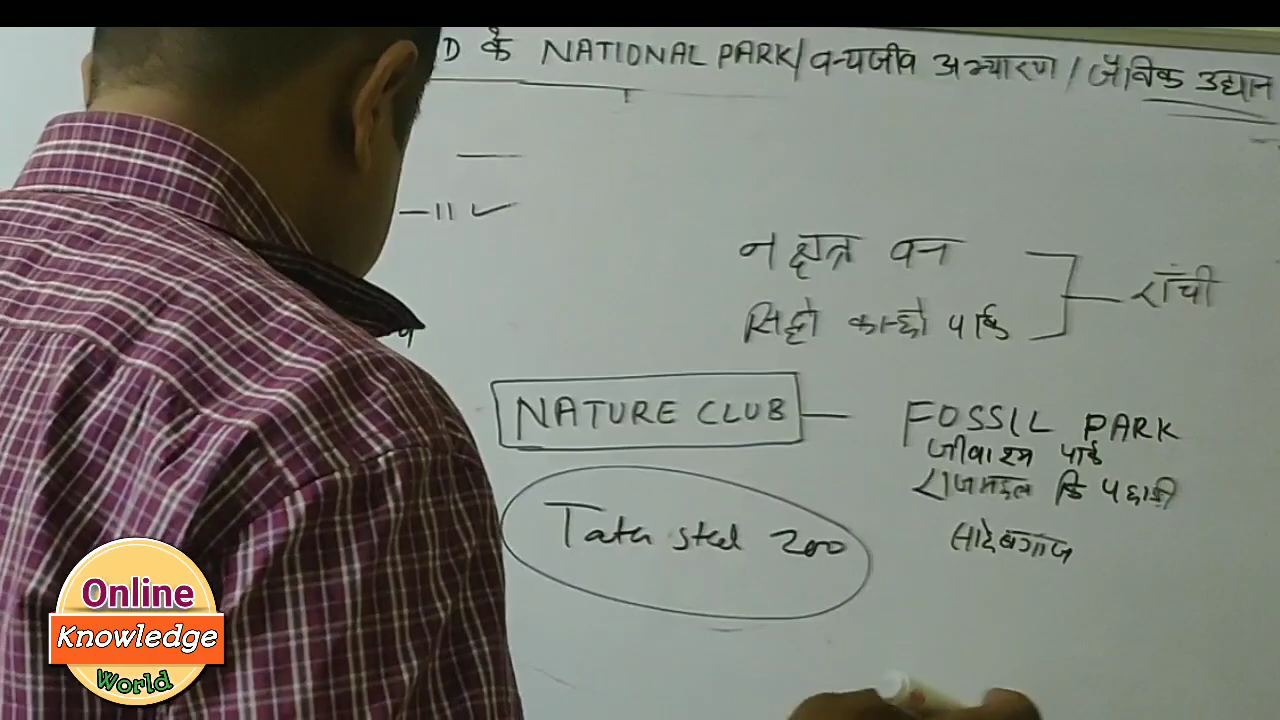 D के NATIONAL PARK/वन्यजीव अभ्यारण / जैविक उद्यान
11
नक्षत्र वन
सिद्दो कान्हो पार्क
रांची
NATURE CLUB
FOSSIL PARK
जीवाश्म पार्क
राजमहल कि पहाडी
साहेबगंज
Tata steel zoo
Online
Knowledge
World